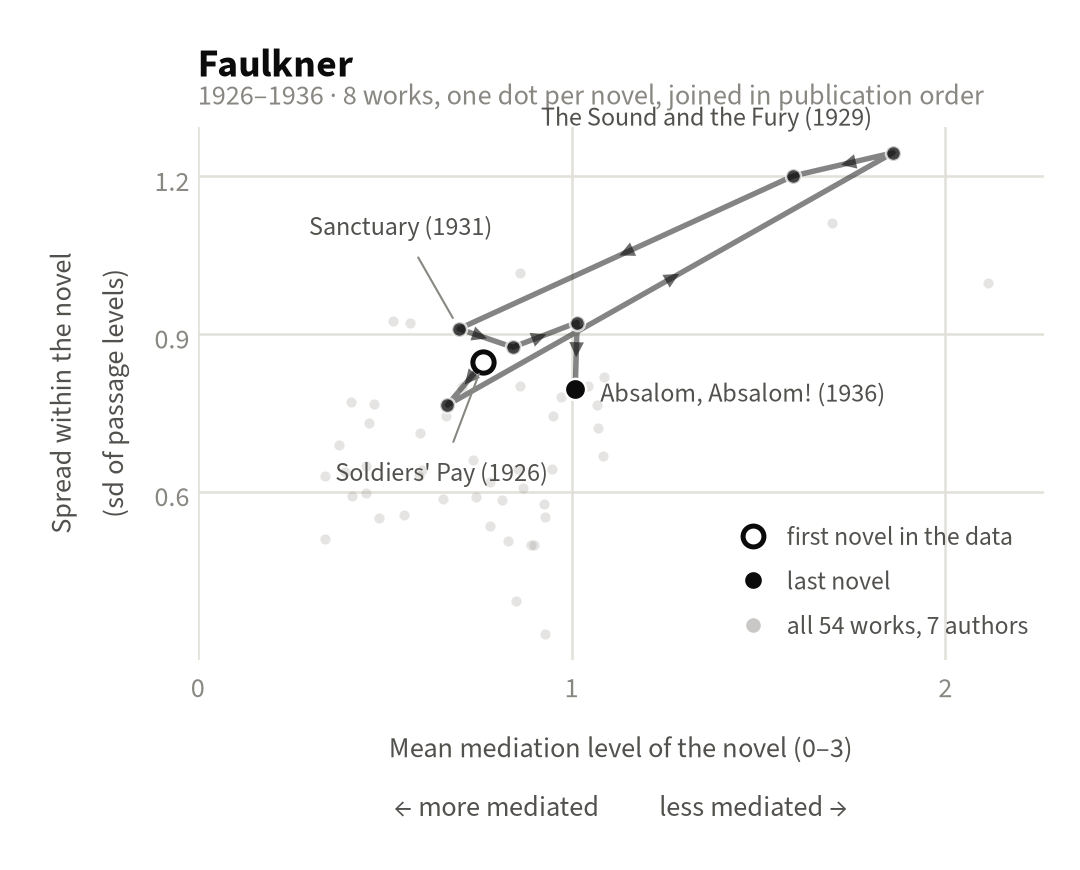 Faulkner
1926–1936 · 8 works, one dot per novel, joined in publication order
The Sound and the Fury (1929)
1.2
Sanctuary (1931)
0.9
Absalom, Absalom! (1936)
Soldiers' Pay (1926)
0.6
Spread within the novel
(sd of passage levels)
first novel in the data
last novel
all 54 works, 7 authors
0
1
2
Mean mediation level of the novel (0–3)
← more mediated
less mediated →